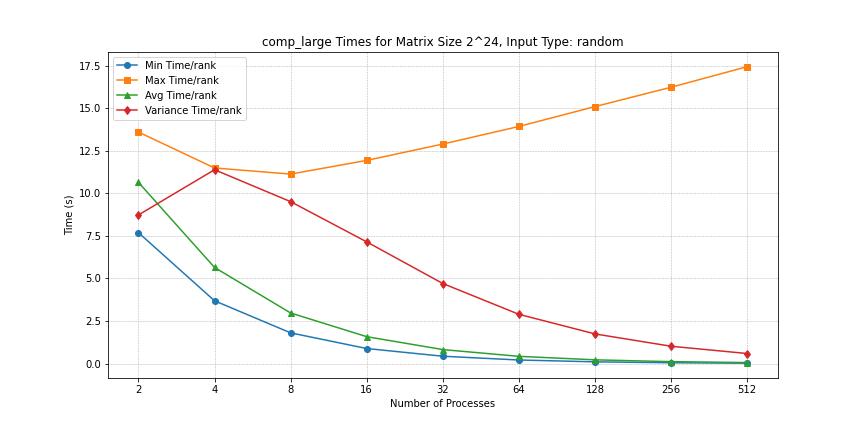 comp_large Times for Matrix Size 2^24, Input Type: random
Min Time/rank
Max Time/rank
Avg Time/rank
Variance Time/rank
Time (s)
17.5
15.0
12.5
10.0
7.5
5.0
2.5
0.0
2 4 8 16 32 64 128 256 512
Number of Processes